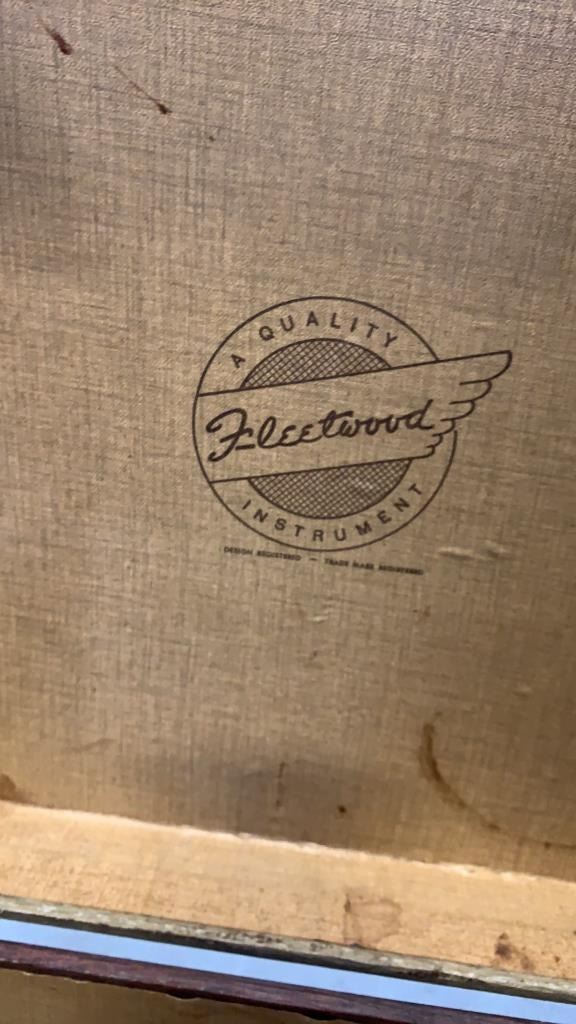 A QUALITY
Fleetwood
INSTRUMENT
DESIGN REGISTERED — TRADE MARK REGISTERED